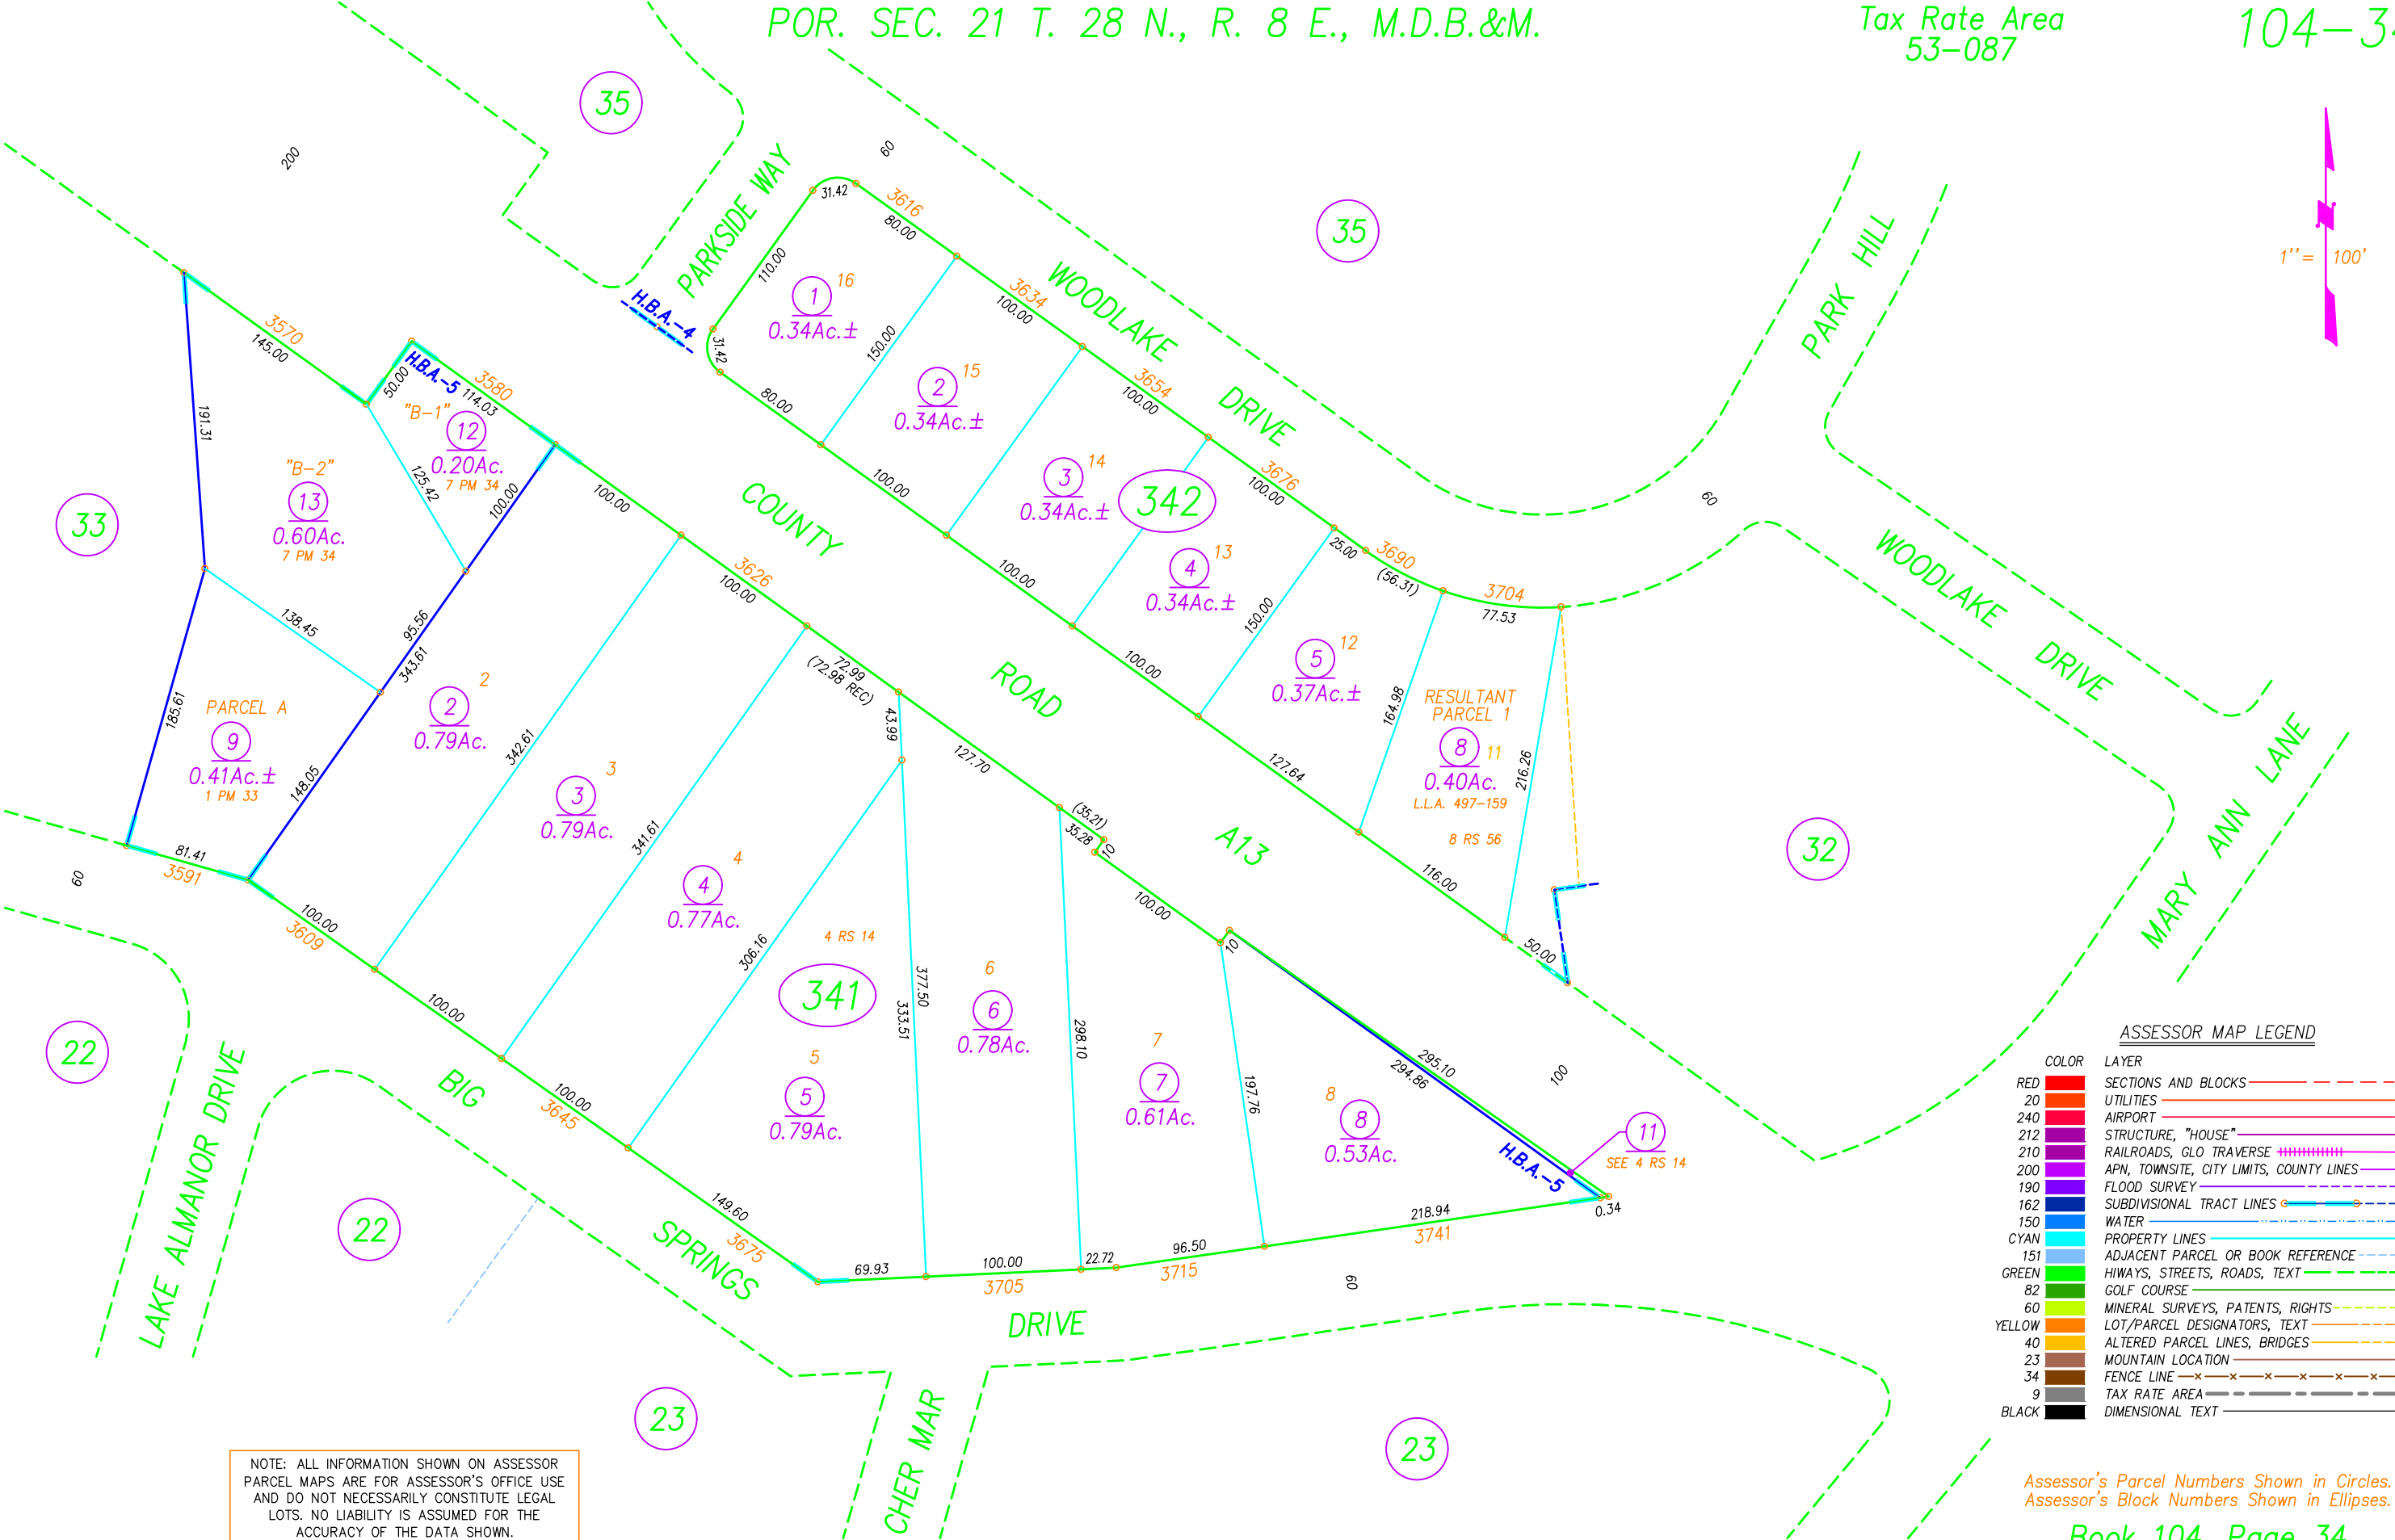 POR. SEC. 21 T. 28 N., R. 8 E., M.D.B.&M.
Tax Rate Area
53-087
104-34
1''= 100'
35
35
200
60
PARKSIDE WAY
H.B.A.-4
31.42
3616
80.00
110.00
1
16
0.34Ac.±
31.42
80.00
150.00
WOODLAKE
DRIVE
3634
100.00
2
15
0.34Ac.±
100.00
3654
100.00
3
14
0.34Ac.±
100.00
342
3676
100.00
4
13
0.34Ac.±
100.00
150.00
25.00
3690
(56.31)
5
12
0.37Ac.±
127.64
164.98
3704
77.53
RESULTANT
PARCEL 1
8
11
0.40Ac.
L.L.A. 497-159
8 RS 56
216.26
116.00
50.00
PARK HILL
60
WOODLAKE
DRIVE
MARY ANN LANE
32
COUNTY
ROAD
A13
100
3570
145.00
191.31
50.00
H.B.A.-5
3580
114.03
"B-1"
12
0.20Ac.
7 PM 34
125.42
100.00
"B-2"
13
0.60Ac.
7 PM 34
138.45
95.56
343.61
33
185.61
PARCEL A
9
0.41Ac.±
1 PM 33
148.05
81.41
3591
60
100.00
2
2
0.79Ac.
100.00
3609
342.61
3626
100.00
3
3
0.79Ac.
100.00
341.61
72.99
(72.98 REC)
43.99
4
4
0.77Ac.
100.00
3645
306.16
4 RS 14
341
5
5
0.79Ac.
149.60
3675
69.93
377.50
333.51
127.70
6
6
0.78Ac.
100.00
3705
298.10
(35.21)
35.28
10
100.00
10
7
7
0.61Ac.
22.72
96.50
3715
197.76
295.10
294.86
8
8
0.53Ac.
H.B.A.-5
11
SEE 4 RS 14
0.34
218.94
3741
60
22
LAKE ALMANOR DRIVE
22
BIG
SPRINGS
DRIVE
23
CHER MAR
23
ASSESSOR MAP LEGEND
COLOR LAYER
RED SECTIONS AND BLOCKS
20 UTILITIES
240 AIRPORT
212 STRUCTURE, "HOUSE"
210 RAILROADS, GLO TRAVERSE
200 APN, TOWNSITE, CITY LIMITS, COUNTY LINES
190 FLOOD SURVEY
162 SUBDIVISIONAL TRACT LINES
150 WATER
CYAN PROPERTY LINES
151 ADJACENT PARCEL OR BOOK REFERENCE
GREEN HIWAYS, STREETS, ROADS, TEXT
82 GOLF COURSE
60 MINERAL SURVEYS, PATENTS, RIGHTS
YELLOW LOT/PARCEL DESIGNATORS, TEXT
40 ALTERED PARCEL LINES, BRIDGES
23 MOUNTAIN LOCATION
34 FENCE LINE
9 TAX RATE AREA
BLACK DIMENSIONAL TEXT
NOTE: ALL INFORMATION SHOWN ON ASSESSOR
PARCEL MAPS ARE FOR ASSESSOR'S OFFICE USE
AND DO NOT NECESSARILY CONSTITUTE LEGAL
LOTS. NO LIABILITY IS ASSUMED FOR THE
ACCURACY OF THE DATA SHOWN.
Assessor's Parcel Numbers Shown in Circles.
Assessor's Block Numbers Shown in Ellipses.
Book 104, Page 34